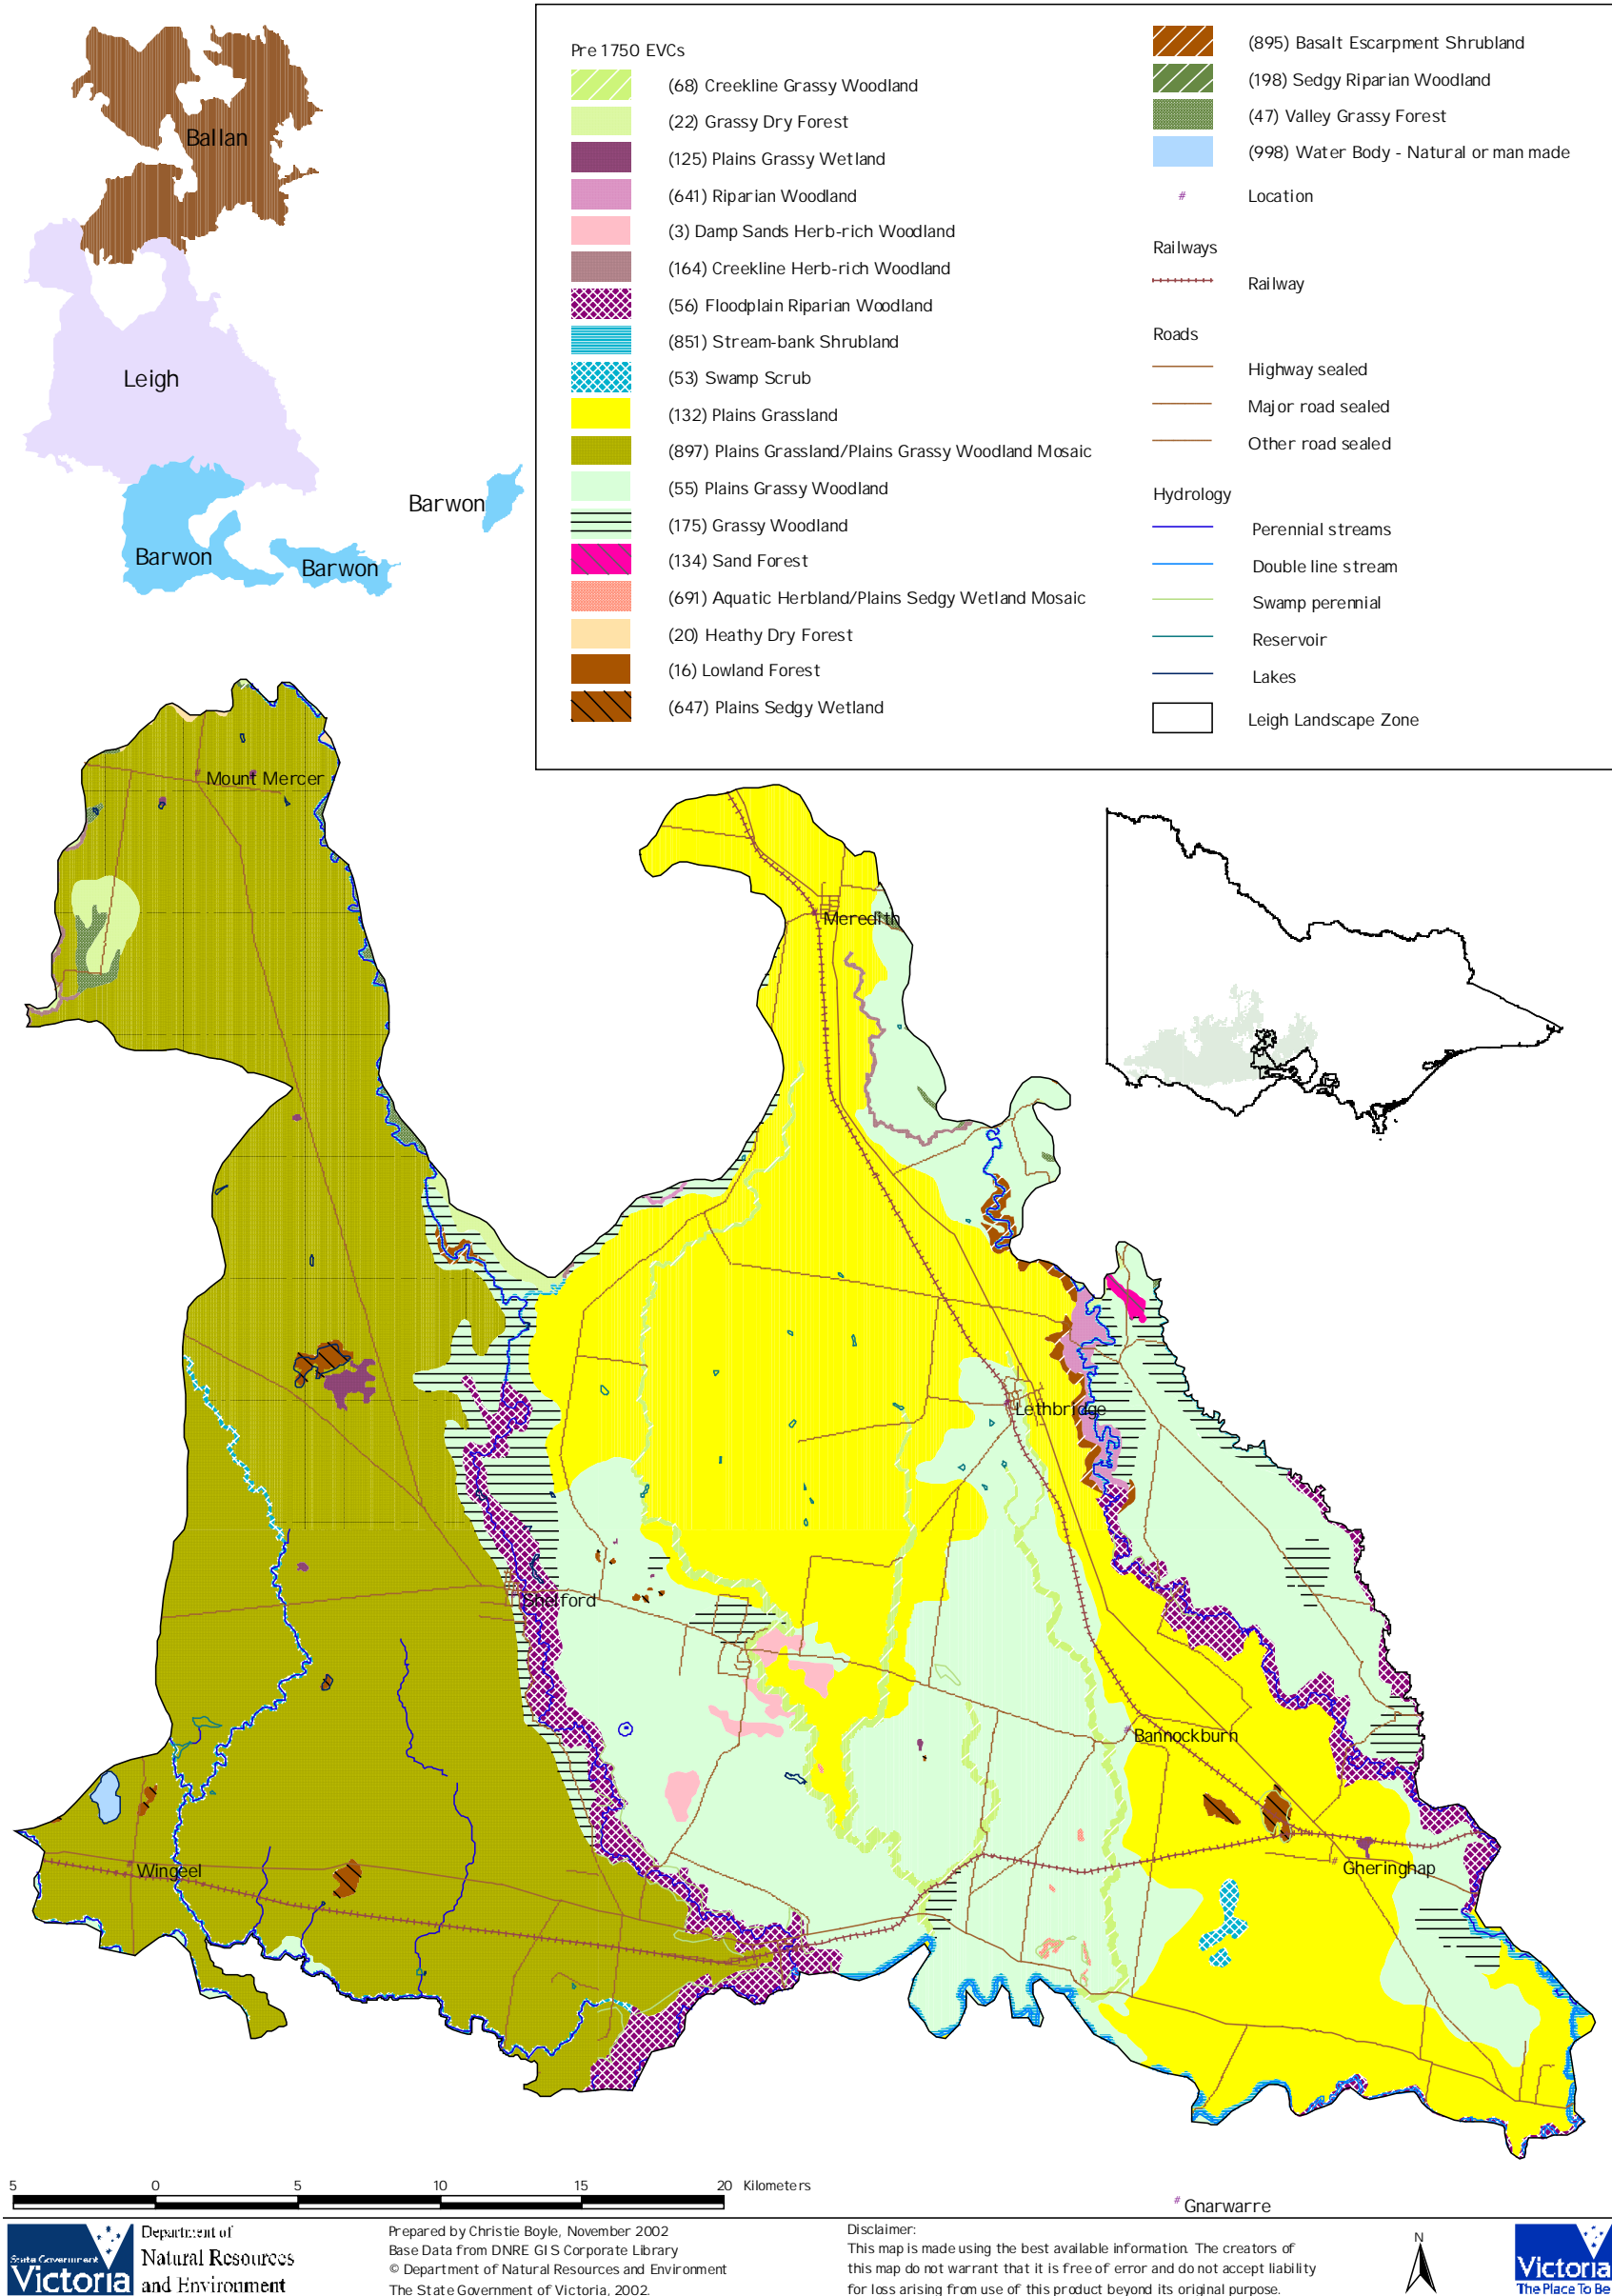 Ballan
Leigh
Barwon
Barwon
Barwon
Pre 1750 EVCs
(68) Creekline Grassy Woodland
(22) Grassy Dry Forest
(125) Plains Grassy Wetland
(641) Riparian Woodland
(3) Damp Sands Herb-rich Woodland
(164) Creekline Herb-rich Woodland
(56) Floodplain Riparian Woodland
(851) Stream-bank Shrubland
(53) Swamp Scrub
(132) Plains Grassland
(897) Plains Grassland/Plains Grassy Woodland Mosaic
(55) Plains Grassy Woodland
(175) Grassy Woodland
(134) Sand Forest
(691) Aquatic Herbland/Plains Sedgy Wetland Mosaic
(20) Heathy Dry Forest
(16) Lowland Forest
(647) Plains Sedgy Wetland
(895) Basalt Escarpment Shrubland
(198) Sedgy Riparian Woodland
(47) Valley Grassy Forest
(998) Water Body - Natural or man made
# Location
Railways
Railway
Roads
Highway sealed
Major road sealed
Other road sealed
Hydrology
Perennial streams
Double line stream
Swamp perennial
Reservoir
Lakes
Leigh Landscape Zone
Mount Mercer
Meredith
Lethbridge
Shelford
Bannockburn
Wingeel
Gheringhap
5 0 5 10 15 20 Kilometers
# Gnarwarre
State Government
Victoria
Department of
Natural Resources
and Environment
Prepared by Christie Boyle, November 2002
Base Data from DNRE GIS Corporate Library
© Department of Natural Resources and Environment
The State Government of Victoria, 2002.
Disclaimer:
This map is made using the best available information. The creators of
this map do not warrant that it is free of error and do not accept liability
for loss arising from use of this product beyond its original purpose.
N
Victoria
The Place To Be